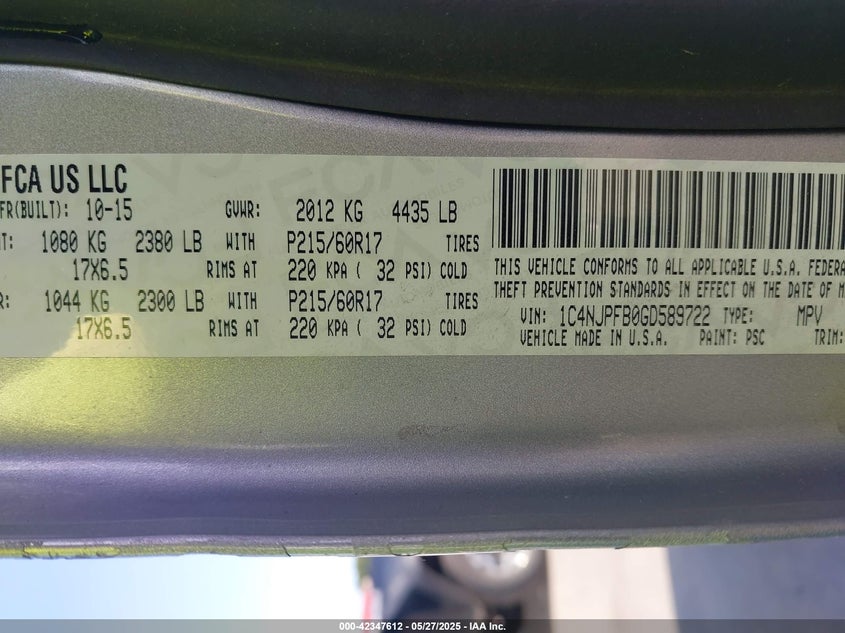 FCA US LLC
FR(BUILT): 10-15 GVWR: 2012 KG 4435 LB
T: 1080 KG 2380 LB WITH P215/60R17 TIRES
17X6.5 RIMS AT 220 KPA ( 32 PSI) COLD
R: 1044 KG 2300 LB WITH P215/60R17 TIRES
17X6.5 RIMS AT 220 KPA ( 32 PSI) COLD
THIS VEHICLE CONFORMS TO ALL APPLICABLE U.S.A. FEDERA
THEFT PREVENTION STANDARDS IN EFFECT ON THE DATE OF M
VIN: 1C4NJPFB0GD589722 TYPE: MPV
VEHICLE MADE IN U.S.A. PAINT: PSC TRIM:
000-42347612 - 05/27/2025 - IAA Inc.